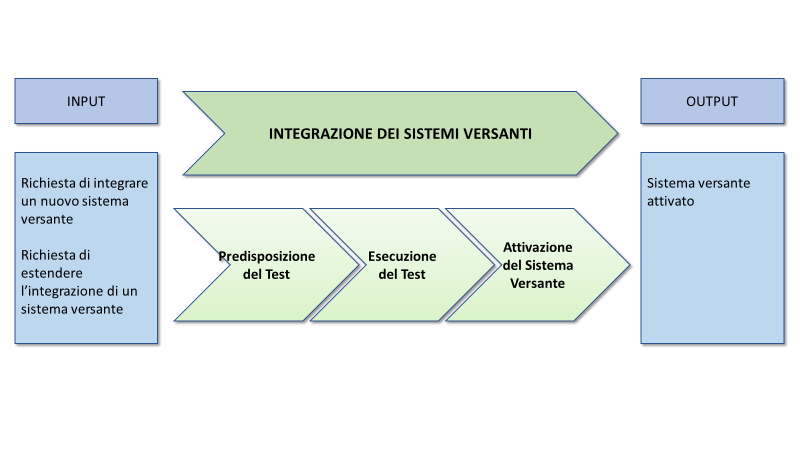 INPUT
INTEGRAZIONE DEI SISTEMI VERSANTI
OUTPUT
Richiesta di integrare
un nuovo sistema
versante
Richiesta di
estendere
l’integrazione di un
sistema versante
Predisposizione
del Test
Esecuzione
del Test
Attivazione
del Sistema
Versante
Sistema versante
attivato